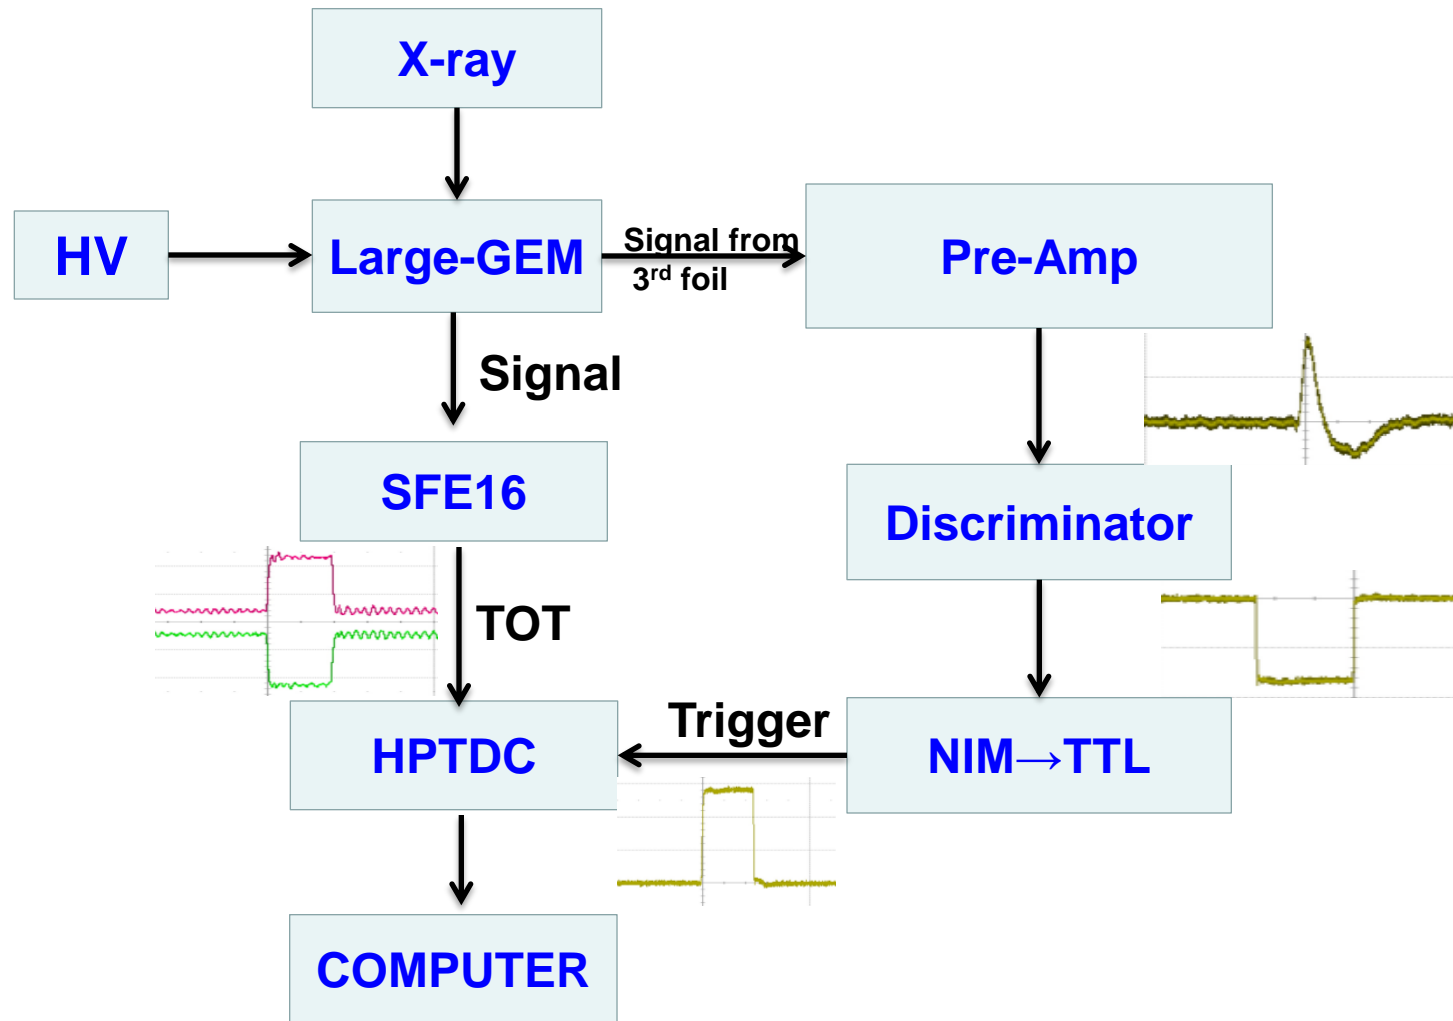 X-ray
HV
Large-GEM
Signal from
3rd foil
Pre-Amp
Signal
SFE16
Discriminator
TOT
HPTDC
Trigger
NIM→TTL
COMPUTER